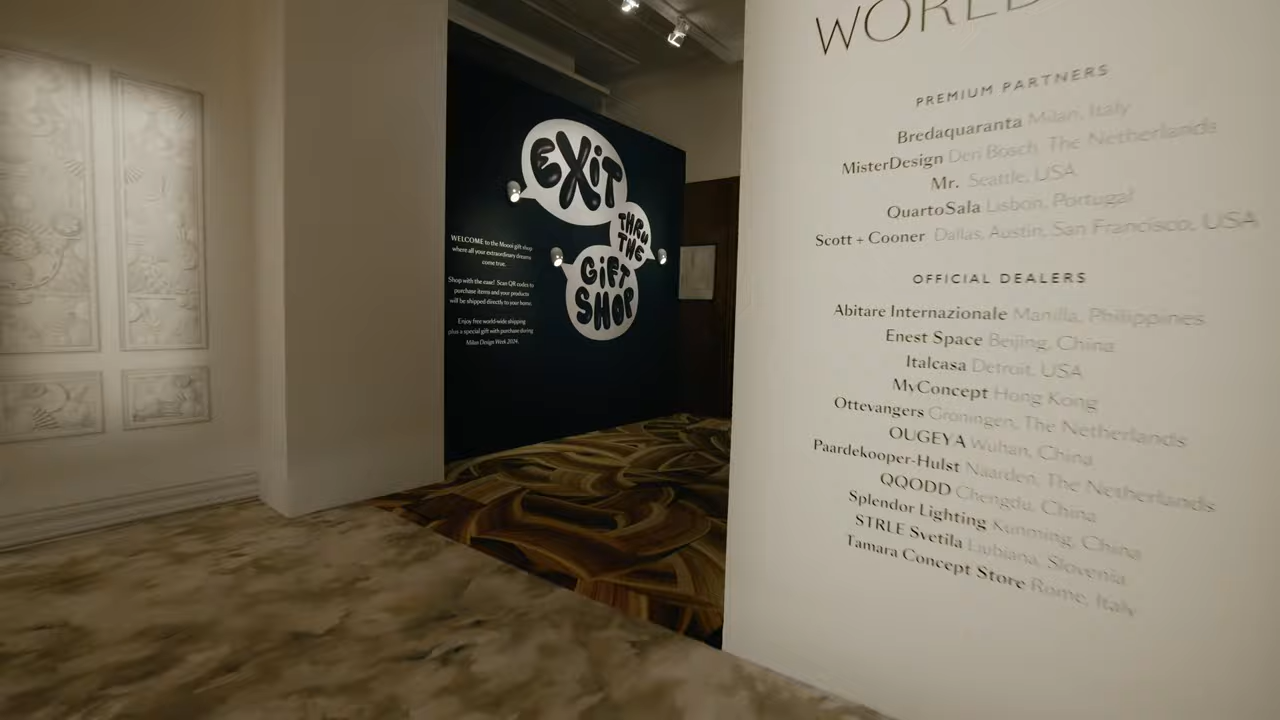 EXiT
THRU
THE
GiFT
SHOP
WELCOME to the Moooi gift shop
where all your extraordinary dreams
come true.
Shop with the ease! Scan QR codes to
purchase items and your products
will be shipped directly to your home.
Enjoy free world-wide shipping
plus a special gift with purchase during
Milan Design Week 2024.
WORLD
PREMIUM PARTNERS
Bredaquaranta Milan, Italy
MisterDesign Den Bosch, The Netherlands
Mr. Seattle, USA
QuartoSala Lisbon, Portugal
Scott + Cooner Dallas, Austin, San Francisco, USA
OFFICIAL DEALERS
Abitare Internazionale Manilla, Philippines
Enest Space Beijing, China
Italcasa Detroit, USA
MyConcept Hong Kong
Ottevangers Groningen, The Netherlands
OUGEYA Wuhan, China
Paardekooper-Hulst Naarden, The Netherlands
QQODD Chengdu, China
Splendor Lighting Kunming, China
STRLE Svetila Ljubiana, Slovenia
Tamara Concept Store Rome, Italy